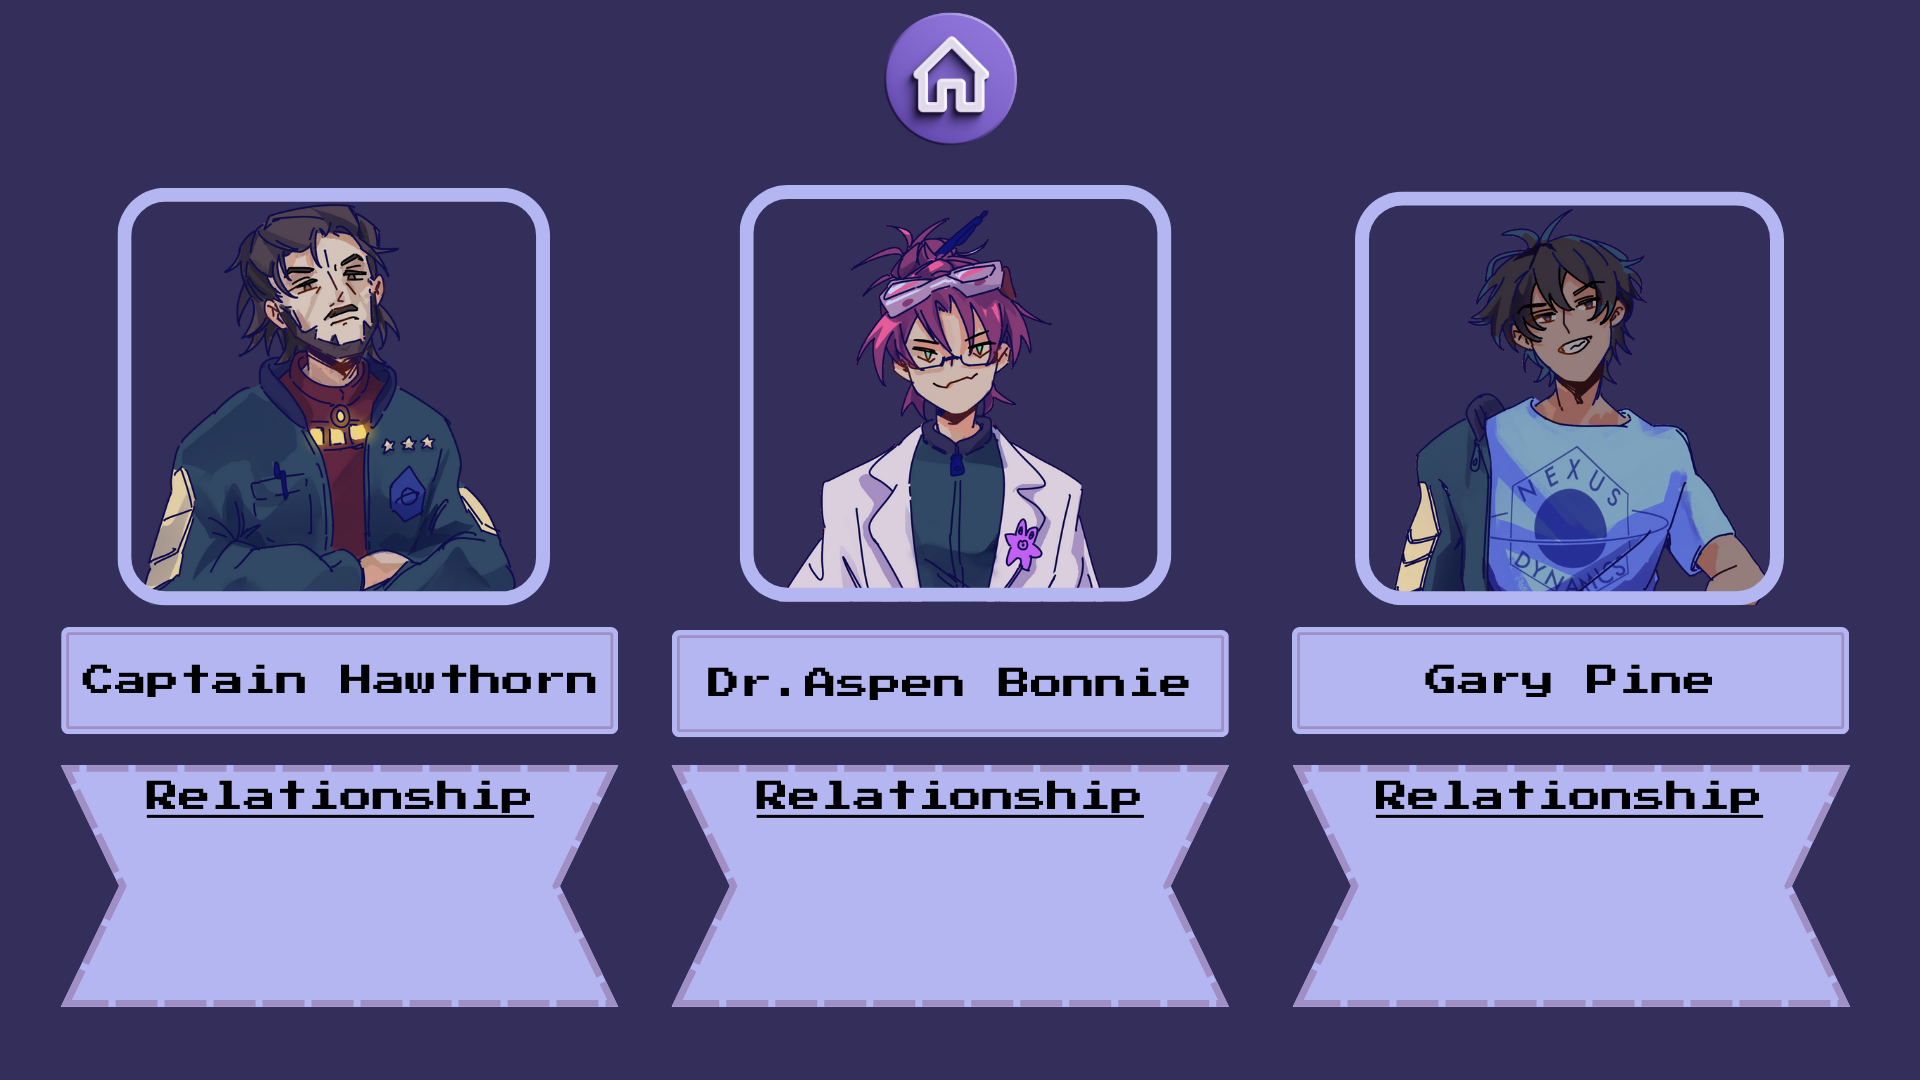 NEXUS
DYNAMICS
Captain Hawthorn
Dr.Aspen Bonnie
Gary Pine
Relationship
Relationship
Relationship